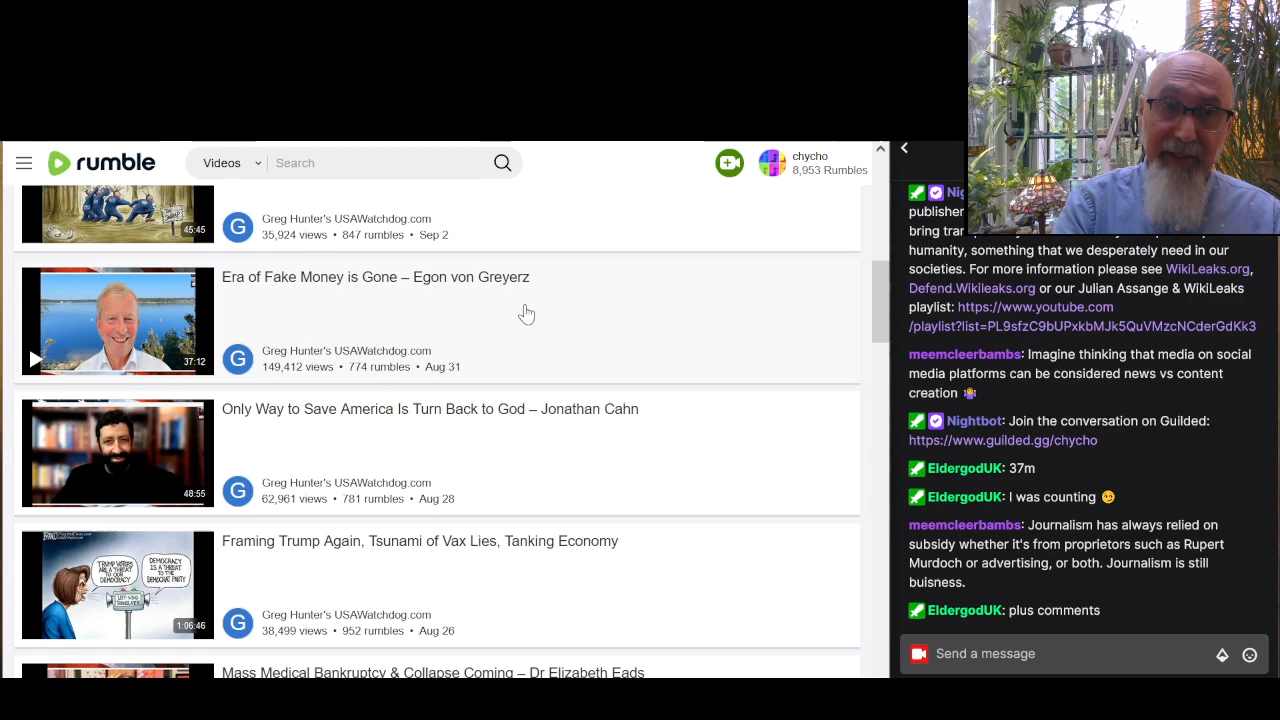 rumble
Videos
Search
chycho
8,953 Rumbles
45:45
Greg Hunter's USAWatchdog.com
35,924 views • 847 rumbles • Sep 2
Era of Fake Money is Gone – Egon von Greyerz
37:12
Greg Hunter's USAWatchdog.com
149,412 views • 774 rumbles • Aug 31
Only Way to Save America Is Turn Back to God – Jonathan Cahn
48:55
Greg Hunter's USAWatchdog.com
62,961 views • 781 rumbles • Aug 28
Framing Trump Again, Tsunami of Vax Lies, Tanking Economy
TRUMP VOTERS
ARE A THREAT
TO OUR
DEMOCRACY
DEMOCRACY
IS A THREAT
TO THE
DEMOCRAT PARTY
LEFT-WING
TRANSLATER
1:06:46
Greg Hunter's USAWatchdog.com
38,499 views • 952 rumbles • Aug 26
Mass Medical Bankruptcy & Collapse Coming – Dr Elizabeth Eads
publisher
humanity, something that we desperately need in our
societies. For more information please see WikiLeaks.org,
Defend.Wikileaks.org or our Julian Assange & WikiLeaks
playlist: https://www.youtube.com
/playlist?list=PL9sfzC9bUPxkbMJk5QuVMzcNCderGdKk3
meemcleerbambs: Imagine thinking that media on social
media platforms can be considered news vs content
creation 🤷‍♀️
Nightbot: Join the conversation on Guilded:
https://www.guilded.gg/chycho
EldergodUK: 37m
EldergodUK: I was counting 😊
meemcleerbambs: Journalism has always relied on
subsidy whether it's from proprietors such as Rupert
Murdoch or advertising, or both. Journalism is still
buisness.
EldergodUK: plus comments
Send a message